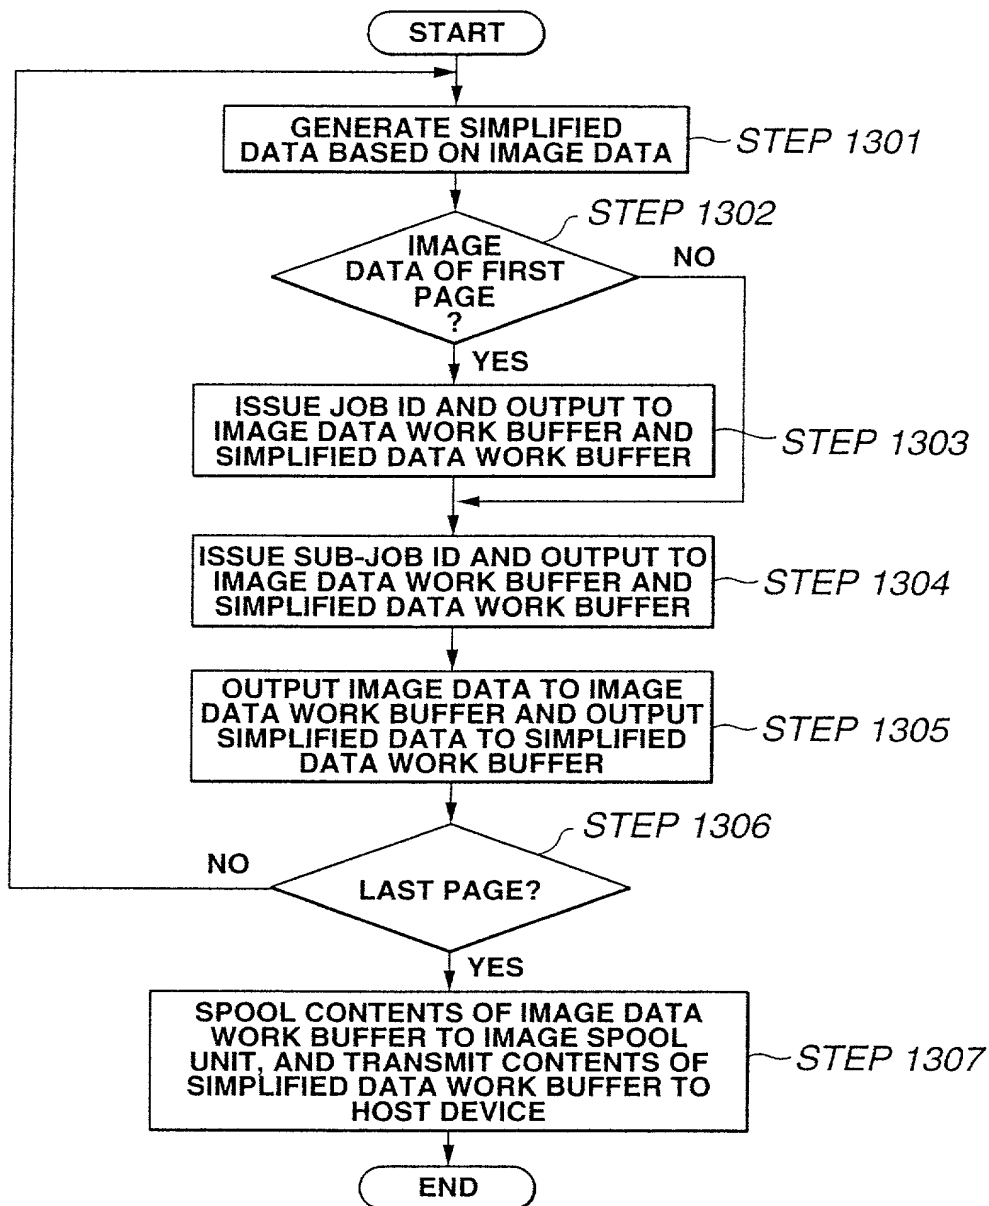 START
GENERATE SIMPLIFIED
DATA BASED ON IMAGE DATA
STEP 1301
STEP 1302
IMAGE
DATA OF FIRST
PAGE
?
NO
YES
ISSUE JOB ID AND OUTPUT TO
IMAGE DATA WORK BUFFER AND
SIMPLIFIED DATA WORK BUFFER
STEP 1303
ISSUE SUB-JOB ID AND OUTPUT TO
IMAGE DATA WORK BUFFER AND
SIMPLIFIED DATA WORK BUFFER
STEP 1304
OUTPUT IMAGE DATA TO IMAGE
DATA WORK BUFFER AND OUTPUT
SIMPLIFIED DATA TO SIMPLIFIED
DATA WORK BUFFER
STEP 1305
STEP 1306
NO
LAST PAGE?
YES
SPOOL CONTENTS OF IMAGE DATA
WORK BUFFER TO IMAGE SPOOL
UNIT, AND TRANSMIT CONTENTS OF
SIMPLIFIED DATA WORK BUFFER TO
HOST DEVICE
STEP 1307
END